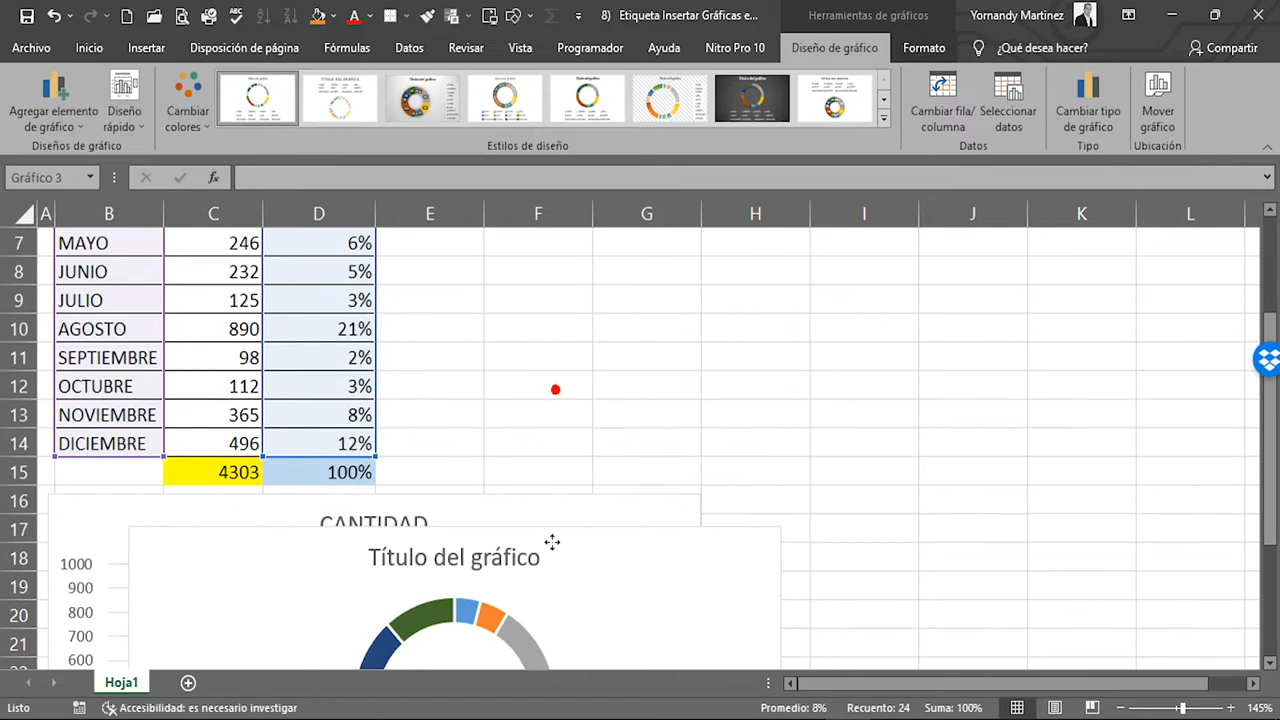 8) Etiqueta Insertar Gráficas e...
Herramientas de gráficos
Yornandy Martinez
Archivo
Inicio
Insertar
Disposición de página
Fórmulas
Datos
Revisar
Vista
Programador
Ayuda
Nitro Pro 10
Diseño de gráfico
Formato
¿Qué desea hacer?
Compartir
Agregar elemento
de gráfico
Diseño
rápido
Cambiar
colores
Cambiar fila/
columna
Seleccionar
datos
Cambiar tipo
de gráfico
Mover
gráfico
Diseños de gráfico
Estilos de diseño
Datos
Tipo
Ubicación
Gráfico 3
fx
A B C D E F G H I J K L
7 MAYO 246 6%
8 JUNIO 232 5%
9 JULIO 125 3%
10 AGOSTO 890 21%
11 SEPTIEMBRE 98 2%
12 OCTUBRE 112 3%
13 NOVIEMBRE 365 8%
14 DICIEMBRE 496 12%
15 4303 100%
16
17 CANTIDAD
18 1000 Título del gráfico
19 900
20 800
21 700
600
Hoja1
Listo
Accesibilidad: es necesario investigar
Promedio: 8%
Recuento: 24
Suma: 100%
145%